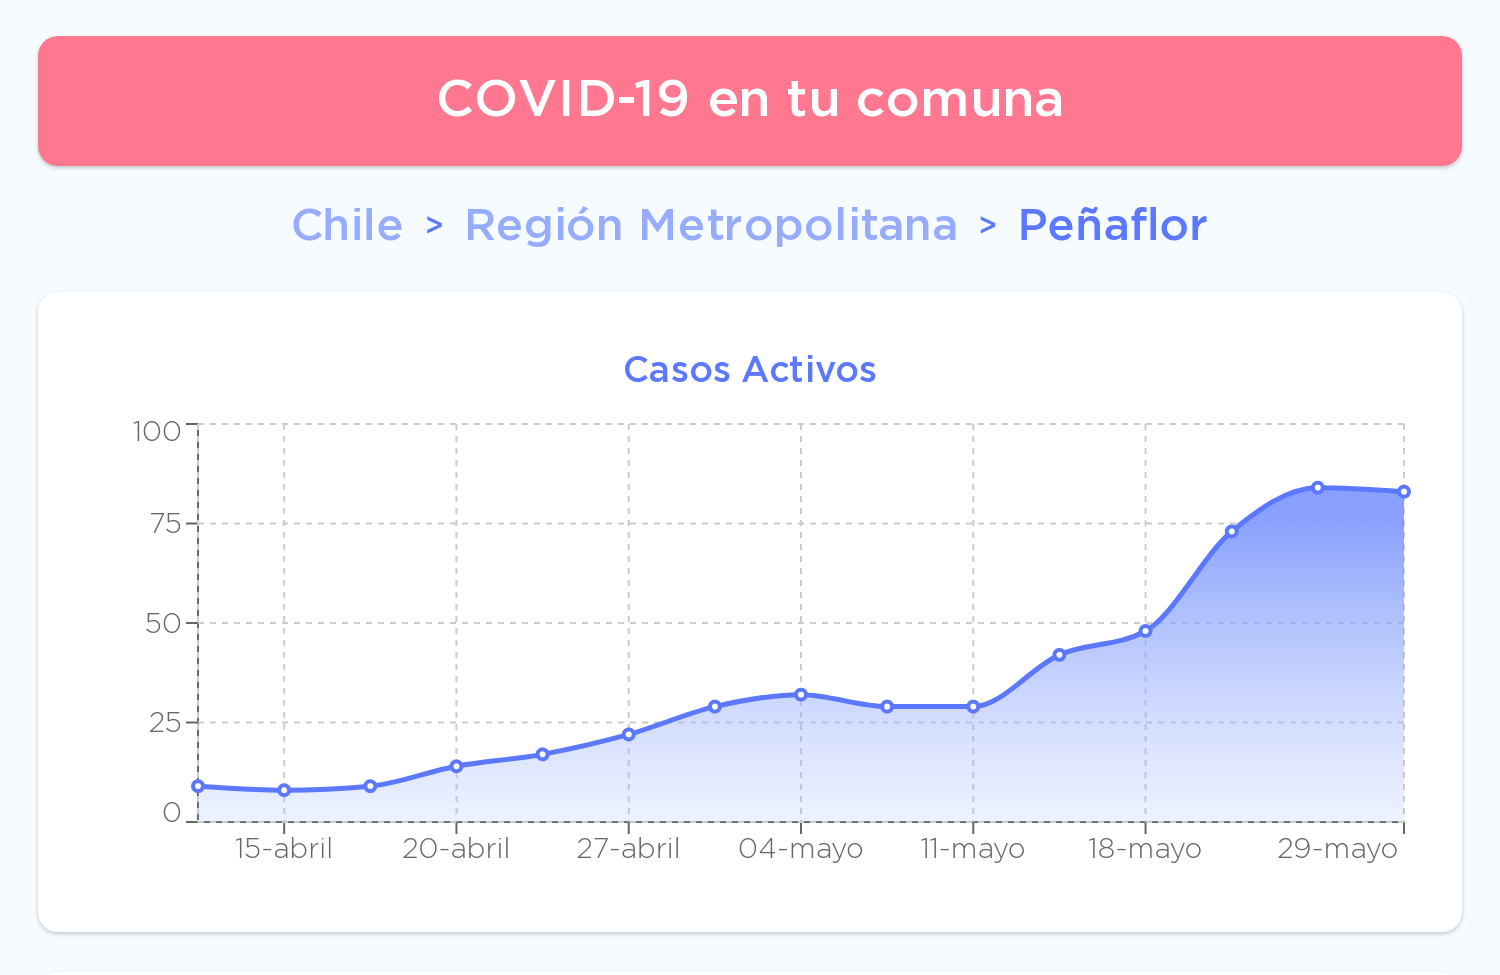 COVID-19 en tu comuna
Chile > Región Metropolitana > Peñaflor
Casos Activos
100
75
50
25
0
15-abril 20-abril 27-abril 04-mayo 11-mayo 18-mayo 29-mayo